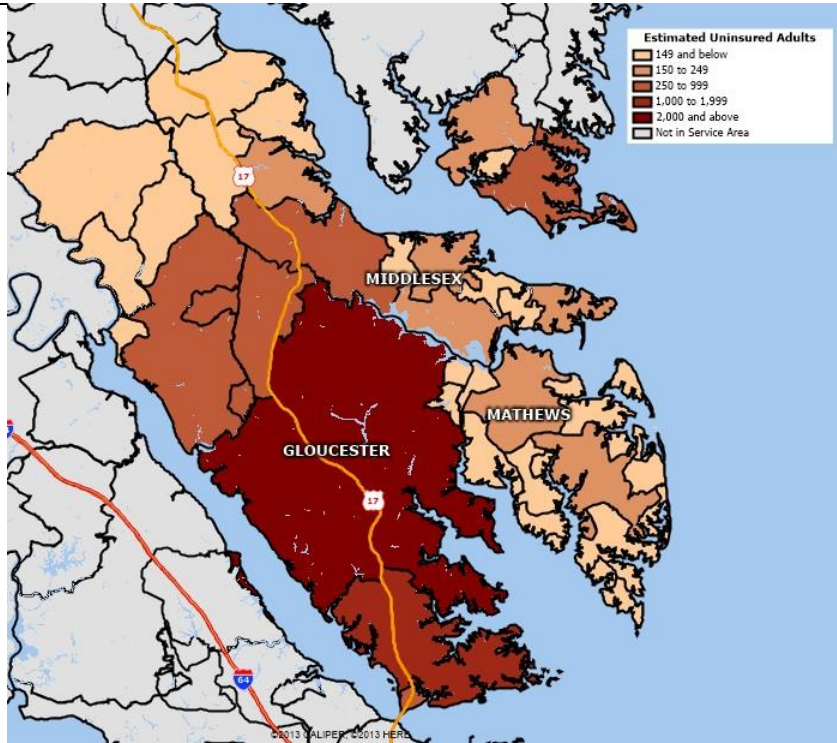 Estimated Uninsured Adults
149 and below
150 to 249
250 to 999
1,000 to 1,999
2,000 and above
Not in Service Area
17
MIDDLESEX
MATHEWS
GLOUCESTER
17
64
©2013 CALIPER; ©2013 HERE